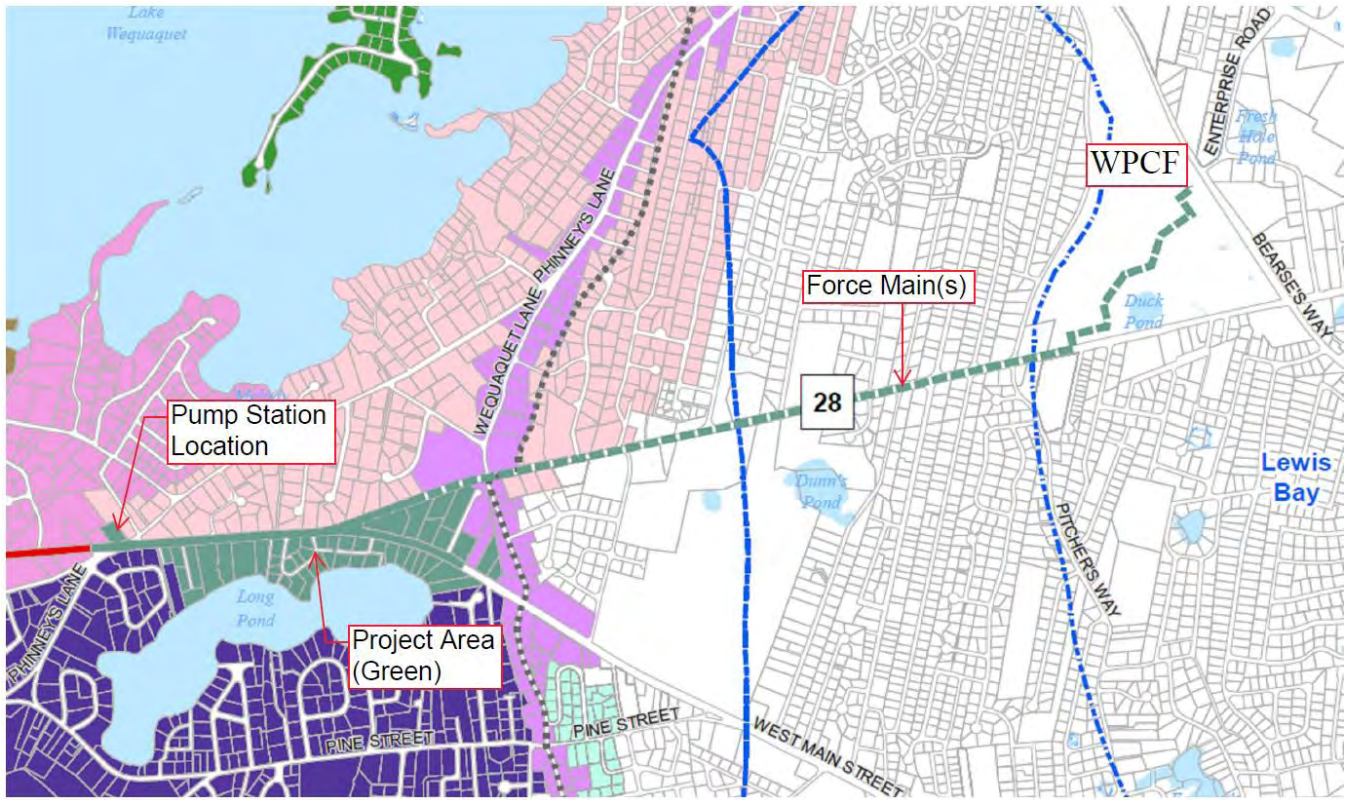 Lake
Wequaquet
ENTERPRISE ROAD
Fresh
Hole
Pond
WPCF
WEQUAQUET LANE
PHINNEY'S LANE
BEARSE'S WAY
Force Main(s)
Duck
Pond
28
Pump Station
Location
Dunn's
Pond
Lewis
Bay
PITCHER'S WAY
PHINNEY'S LANE
Long
Pond
Project Area
(Green)
PINE STREET
PINE STREET
WEST MAIN STREET